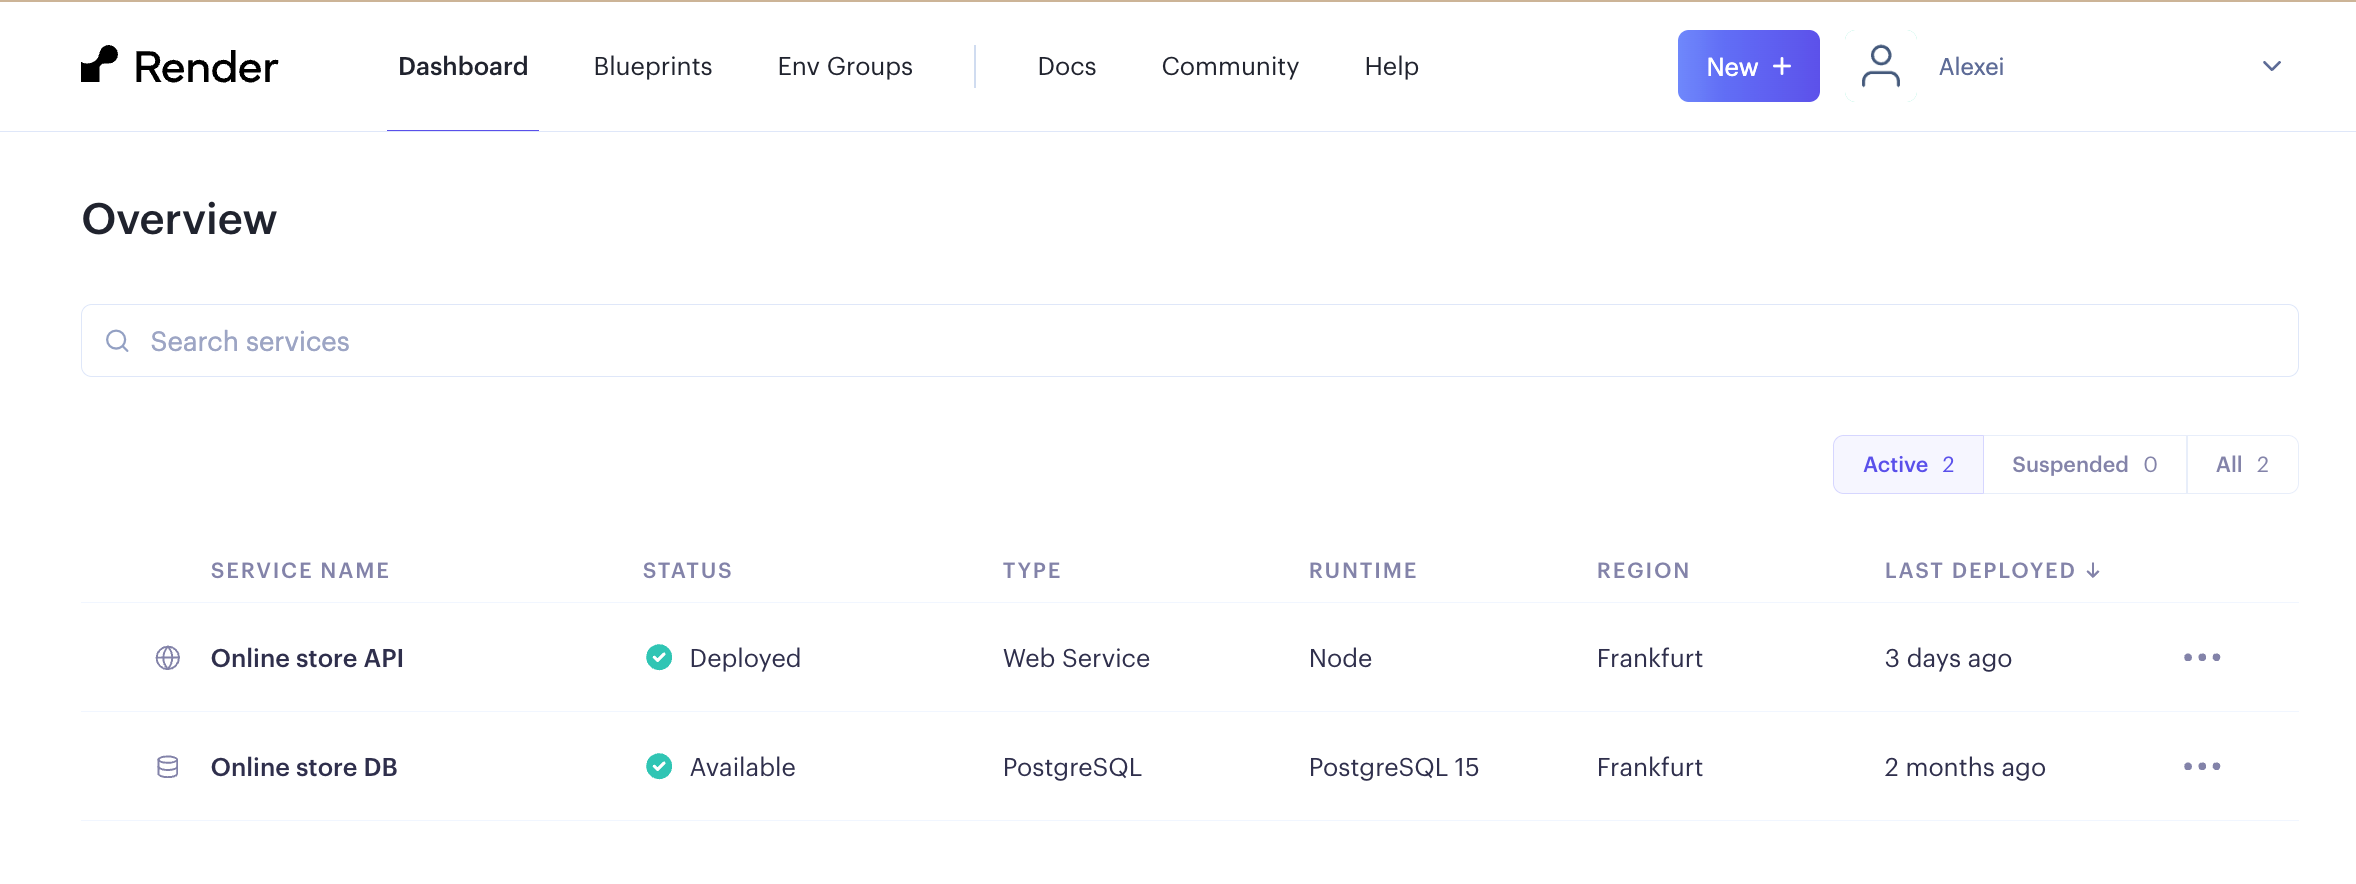 Render Dashboard Blueprints Env Groups Docs Community Help New + Alexei
Overview
Search services
Active 2 Suspended 0 All 2
SERVICE NAME STATUS TYPE RUNTIME REGION LAST DEPLOYED ↓
Online store API Deployed Web Service Node Frankfurt 3 days ago
Online store DB Available PostgreSQL PostgreSQL 15 Frankfurt 2 months ago